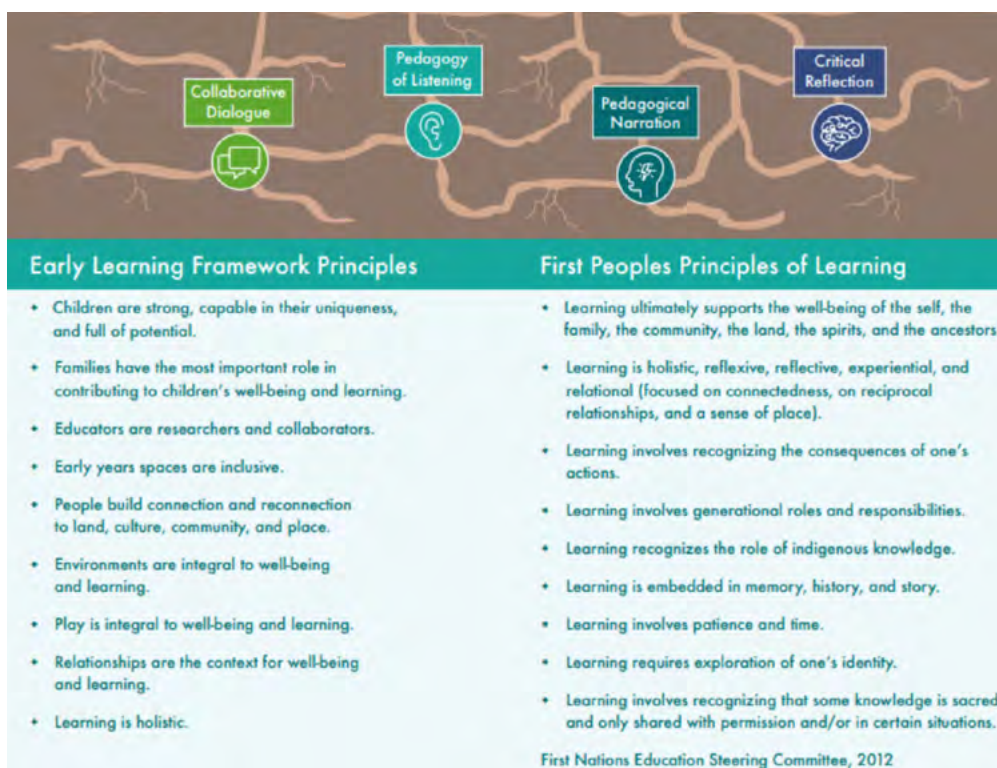 Collaborative
Dialogue
Pedagogy
of Listening
Pedagogical
Narration
Critical
Reflection
Early Learning Framework Principles
• Children are strong, capable in their uniqueness,
and full of potential.
• Families have the most important role in
contributing to children's well-being and learning.
• Educators are researchers and collaborators.
• Early years spaces are inclusive.
• People build connection and reconnection
to land, culture, community, and place.
• Environments are integral to well-being
and learning.
• Play is integral to well-being and learning.
• Relationships are the context for well-being
and learning.
• Learning is holistic.
First Peoples Principles of Learning
• Learning ultimately supports the well-being of the self, the
family, the community, the land, the spirits, and the ancestors
• Learning is holistic, reflexive, reflective, experiential, and
relational (focused on connectedness, on reciprocal
relationships, and a sense of place).
• Learning involves recognizing the consequences of one's
actions.
• Learning involves generational roles and responsibilities.
• Learning recognizes the role of indigenous knowledge.
• Learning is embedded in memory, history, and story.
• Learning involves patience and time.
• Learning requires exploration of one's identity.
• Learning involves recognizing that some knowledge is sacred
and only shared with permission and/or in certain situations.
First Nations Education Steering Committee, 2012